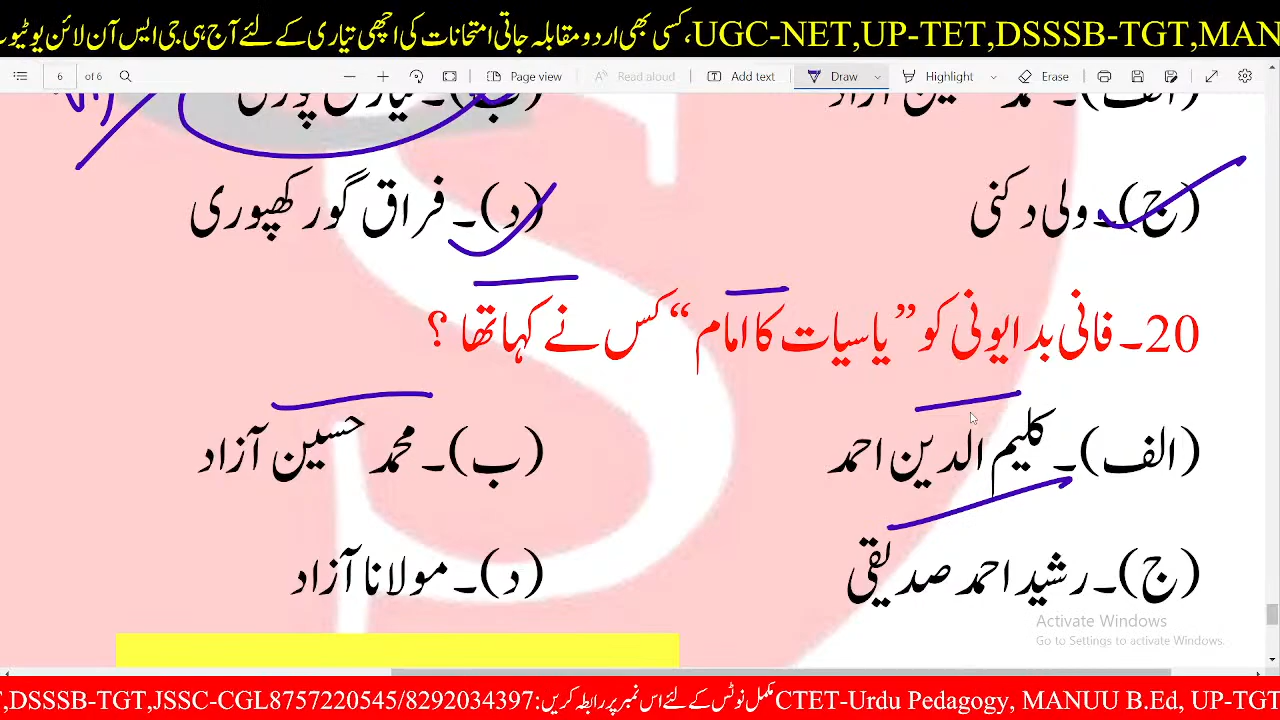 کسی بھی اردو مقابلہ جاتی امتحانات کی اچھی تیاری کے لئے آج ہی جی ایس آن لائن یوٹیوب ،UGC-NET,UP-TET,DSSSB-TGT,MAN
6 of 6 Page view Read aloud Add text Draw Highlight Erase
(ج)۔ ولی دکنی (د)۔ فراق گورکھپوری
20۔ فانی بدایونی کو ”یاسیات کا امام“ کس نے کہا تھا ؟
(الف)۔ کلیم الدین احمد (ب)۔ محمد حسین آزاد
(ج)۔ رشید احمد صدیقی (د)۔ مولانا آزاد
Activate Windows
Go to Settings to activate Windows.
T,DSSSB-TGT,JSSC-CGL8757220545/8292034397:مکمل نوٹس کے لئے اس نمبر پر رابطہ کریں CTET-Urdu Pedagogy, MANUU B.Ed, UP-TGT